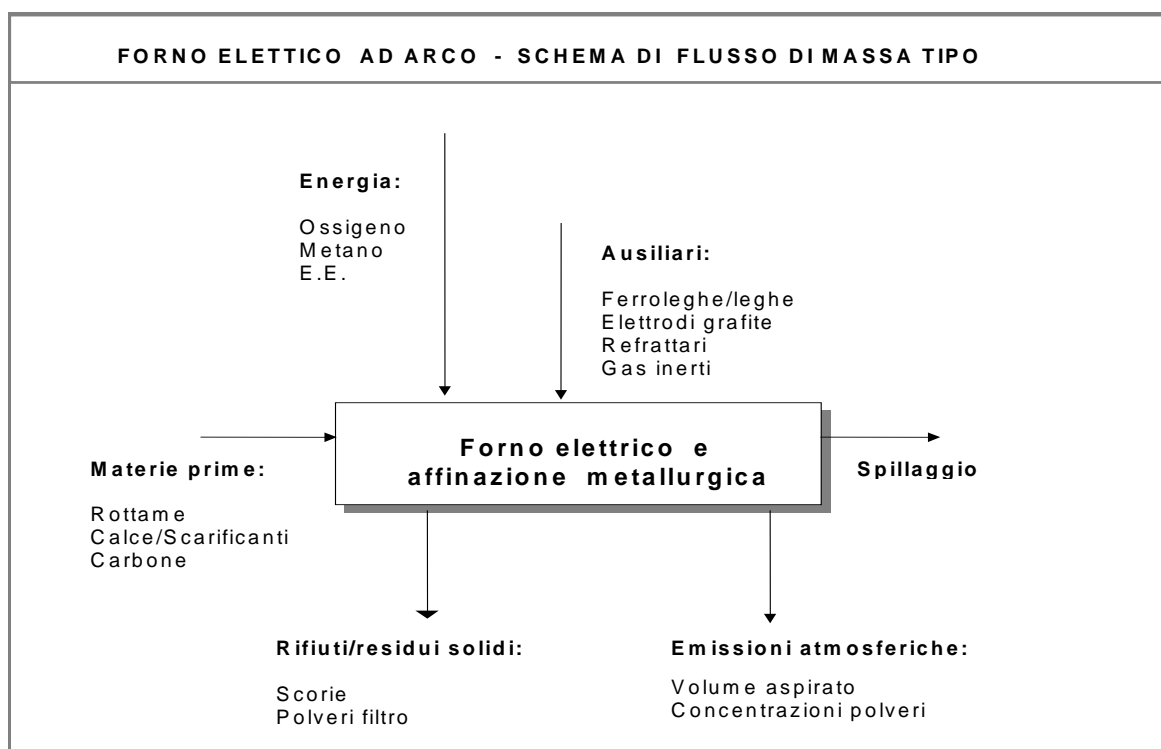 FORNO ELETTICO AD ARCO - SCHEMA DI FLUSSO DI MASSA TIPO
Energia:
Ossigeno
Metano
E.E.
Ausiliari:
Ferroleghe/leghe
Elettrodi grafite
Refrattari
Gas inerti
Forno elettrico e
affinazione metallurgica
Materie prime:
Rottame
Calce/Scarificanti
Carbone
Spillaggio
Rifiuti/residui solidi:
Scorie
Polveri filtro
Emissioni atmosferiche:
Volume aspirato
Concentrazioni polveri